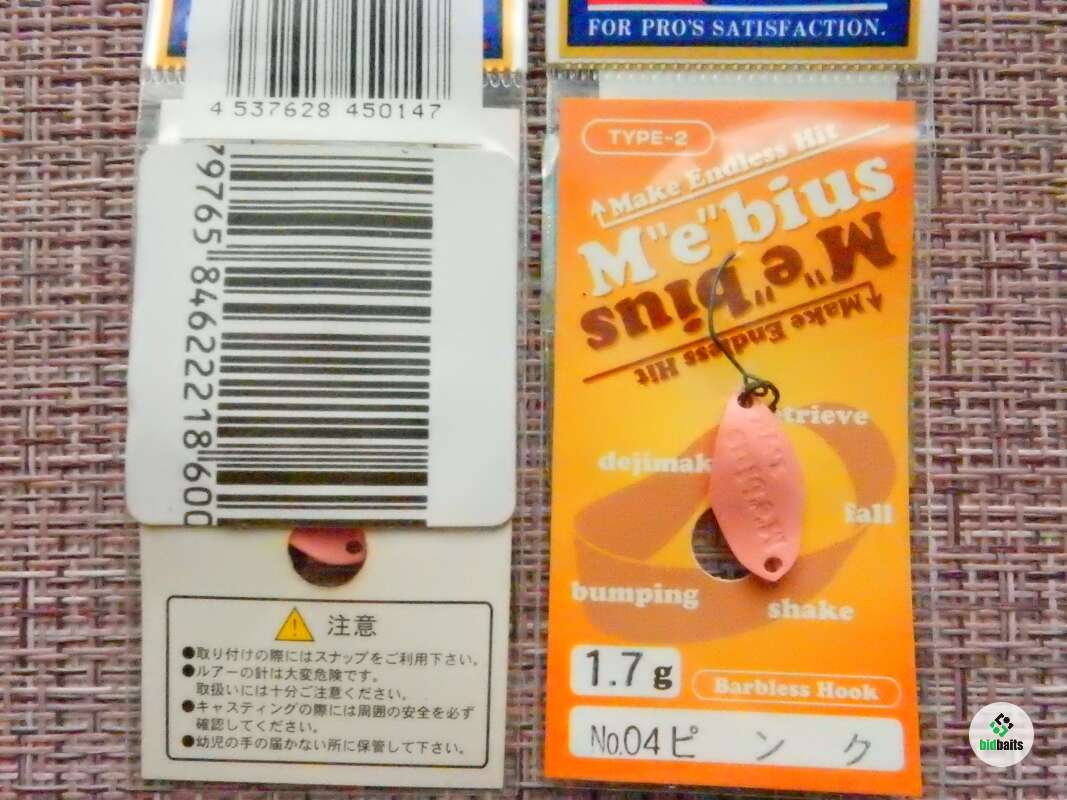 4 537628 450147
79765 846222218600
注意
●取り付けの際にはスナップをご利用下さい。
●ルアーの針は大変危険です。
取扱いには十分ご注意ください。
●キャスティングの際には周囲の安全を必ず
確認してください。
●幼児の手の届かない所に保管して下さい。
FOR PRO'S SATISFACTION.
TYPE-2
Make Endless Hit
M"e"bius
M"e"bius
Make Endless Hit
trieve
dejimak
fall
bumping
shake
1.7g
Barbless Hook
No.04ピンク
bidbaits